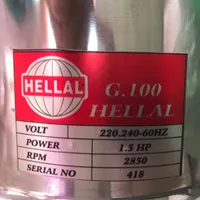 HELLAL
G.100
HELLAL
VOLT 220.240-60HZ
POWER 1.5 HP
RPM 2850
SERIAL NO 418